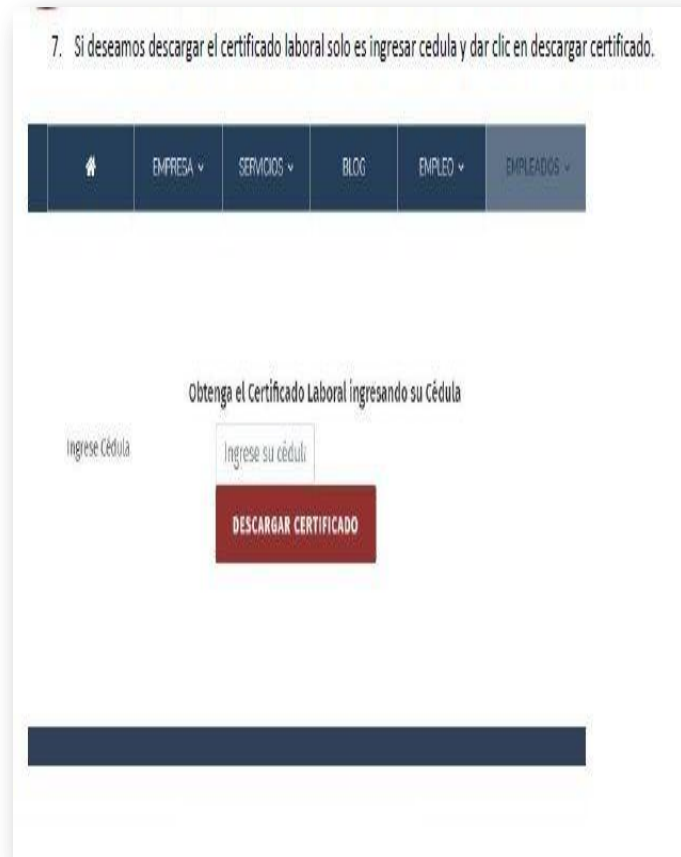 7. Si deseamos descargar el certificado laboral solo es ingresar cedula y dar clic en descargar certificado.
EMPRESA SERVICIOS BLOG EMPLEO EMPLEADOS
Obtenga el Certificado Laboral ingresando su Cédula
Ingrese Cédula
Ingrese su cédula
DESCARGAR CERTIFICADO